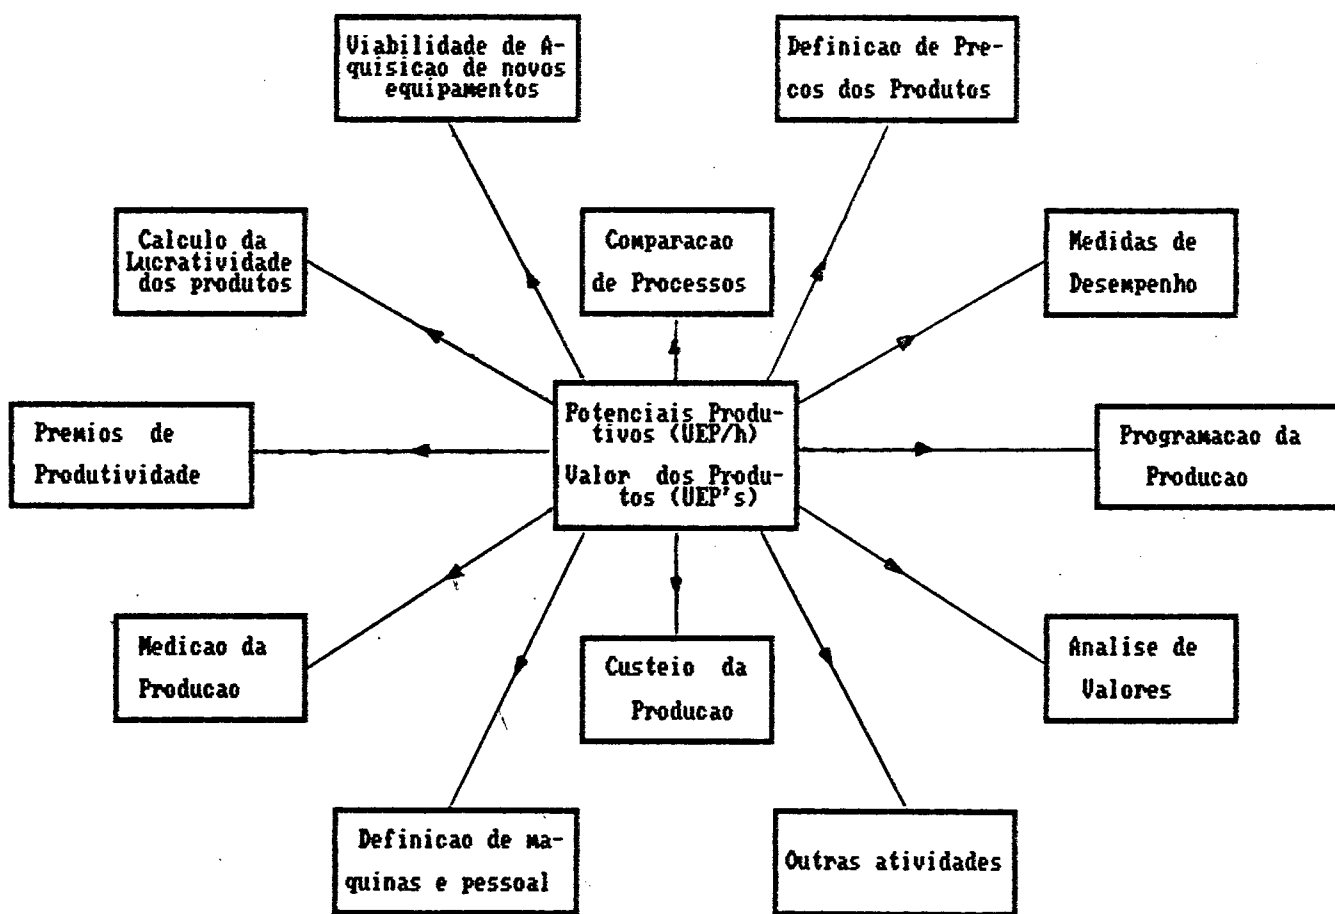 Viabilidade de A-
quisicao de novos
equipamentos
Definicao de Pre-
cos dos Produtos
Calculo da
Lucratividade
dos produtos
Comparacao
de Processos
Medidas de
Desempenho
Premios de
Produtividade
Potenciais Produ-
tivos (UEP/h)
Valor dos Produ-
tos (UEP's)
Programacao da
Producao
Medicao da
Producao
Custeio da
Producao
Analise de
Valores
Definicao de ma-
quinas e pessoal
Outras atividades